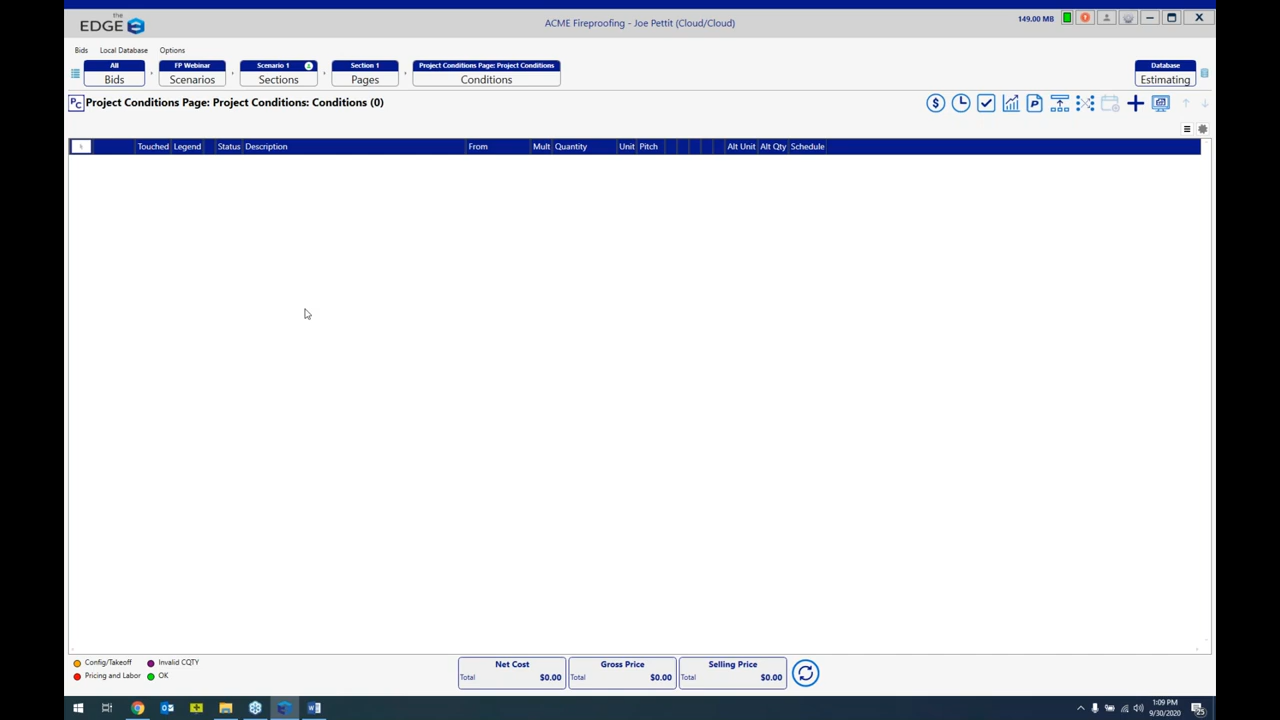 the
EDGE
ACME Fireproofing - Joe Pettit (Cloud/Cloud)
149.00 MB
Bids Local Database Options
All
Bids
FP Webinar
Scenarios
Scenario 1
Sections
Section 1
Pages
Project Conditions Page: Project Conditions
Conditions
Database
Estimating
PC Project Conditions Page: Project Conditions: Conditions (0)
Touched Legend Status Description From Mult Quantity Unit Pitch Alt Unit Alt Qty Schedule
Config/Takeoff Invalid CQTY
Pricing and Labor OK
Net Cost
Total $0.00
Gross Price
Total $0.00
Selling Price
Total $0.00
1:09 PM
9/30/2020
25